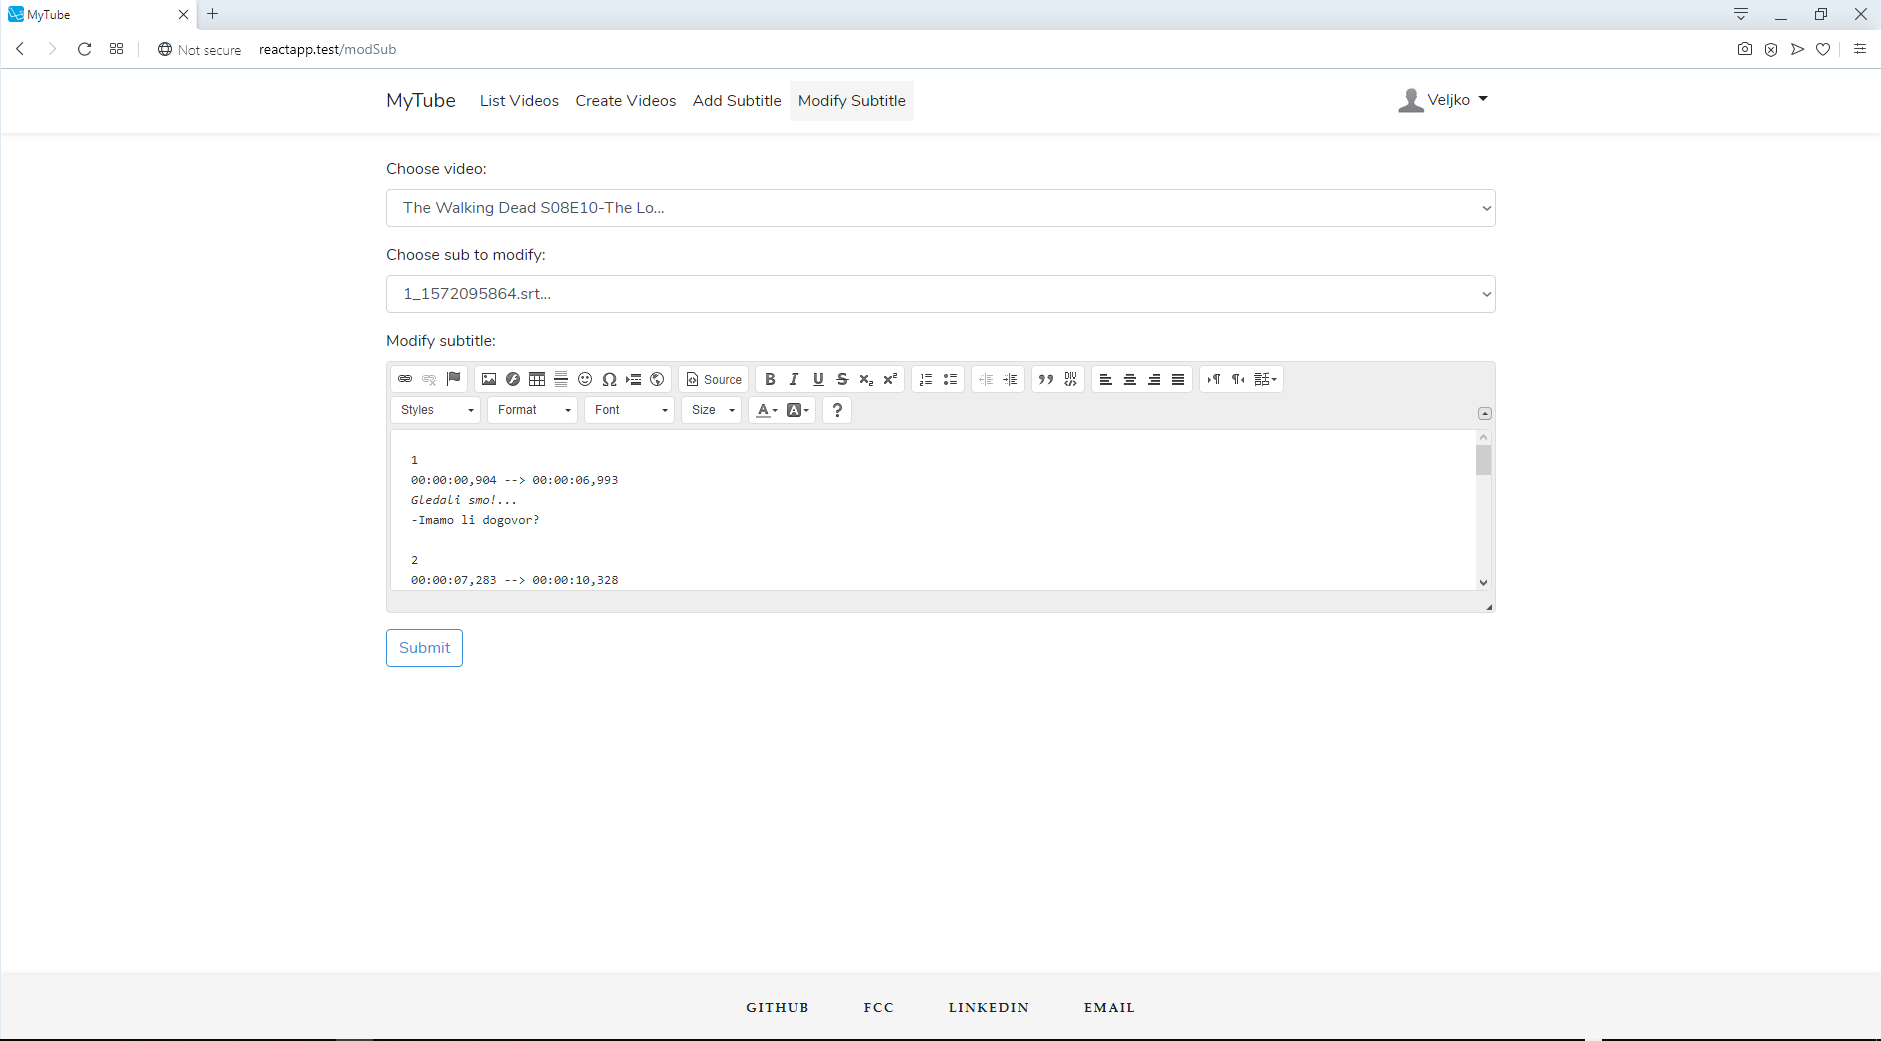 MyTube
Not secure reactapp.test/modSub
MyTube List Videos Create Videos Add Subtitle Modify Subtitle Veljko
Choose video:
The Walking Dead S08E10-The Lo...
Choose sub to modify:
1_1572095864.srt...
Modify subtitle:
Source B I U S x₂ x² DIV
Styles Format Font Size A A ?
1
00:00:00,904 --> 00:00:06,993
Gledali smo!...
-Imamo li dogovor?
2
00:00:07,283 --> 00:00:10,328
Submit
GITHUB FCC LINKEDIN EMAIL